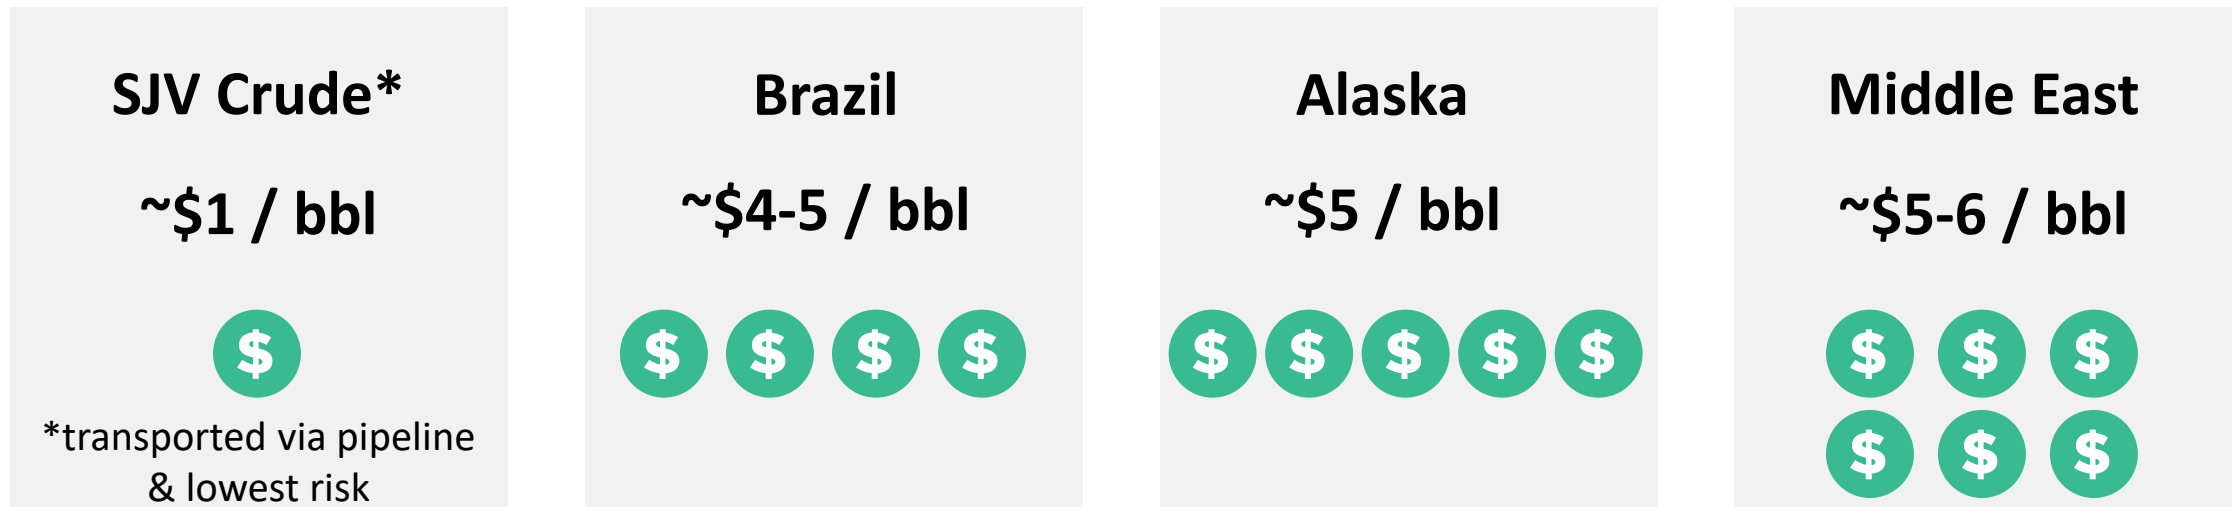 SJV Crude*
~$1 / bbl
$
*transported via pipeline
& lowest risk
Brazil
~$4-5 / bbl
$ $ $ $
Alaska
~$5 / bbl
$ $ $ $ $
Middle East
~$5-6 / bbl
$ $ $
$ $ $